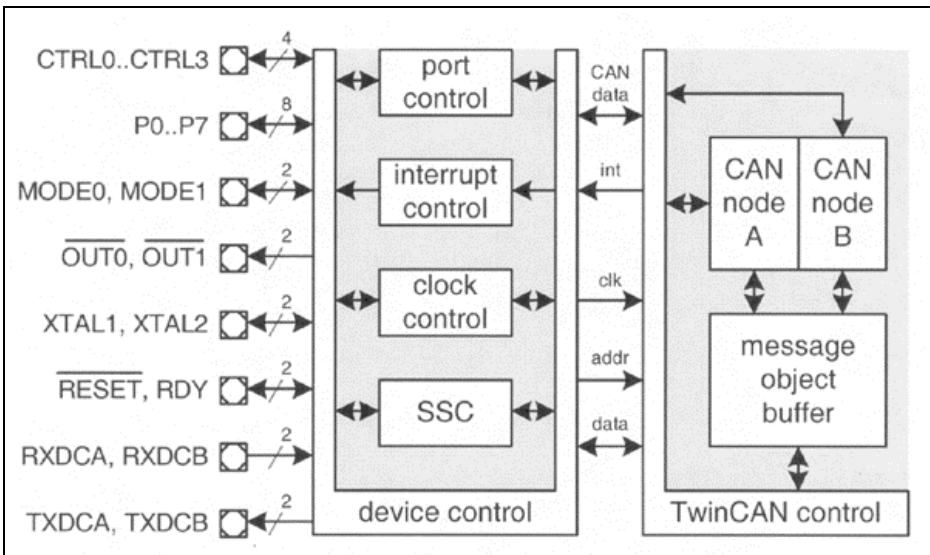 CTRL0..CTRL3
4
P0..P7
8
MODE0, MODE1
2
OUT0, OUT1
2
XTAL1, XTAL2
2
RESET, RDY
2
RXDCA, RXDCB
2
TXDCA, TXDCB
2
port
control
interrupt
control
clock
control
SSC
device control
CAN
data
int
clk
addr
data
CAN
node
A
CAN
node
B
message
object
buffer
TwinCAN control